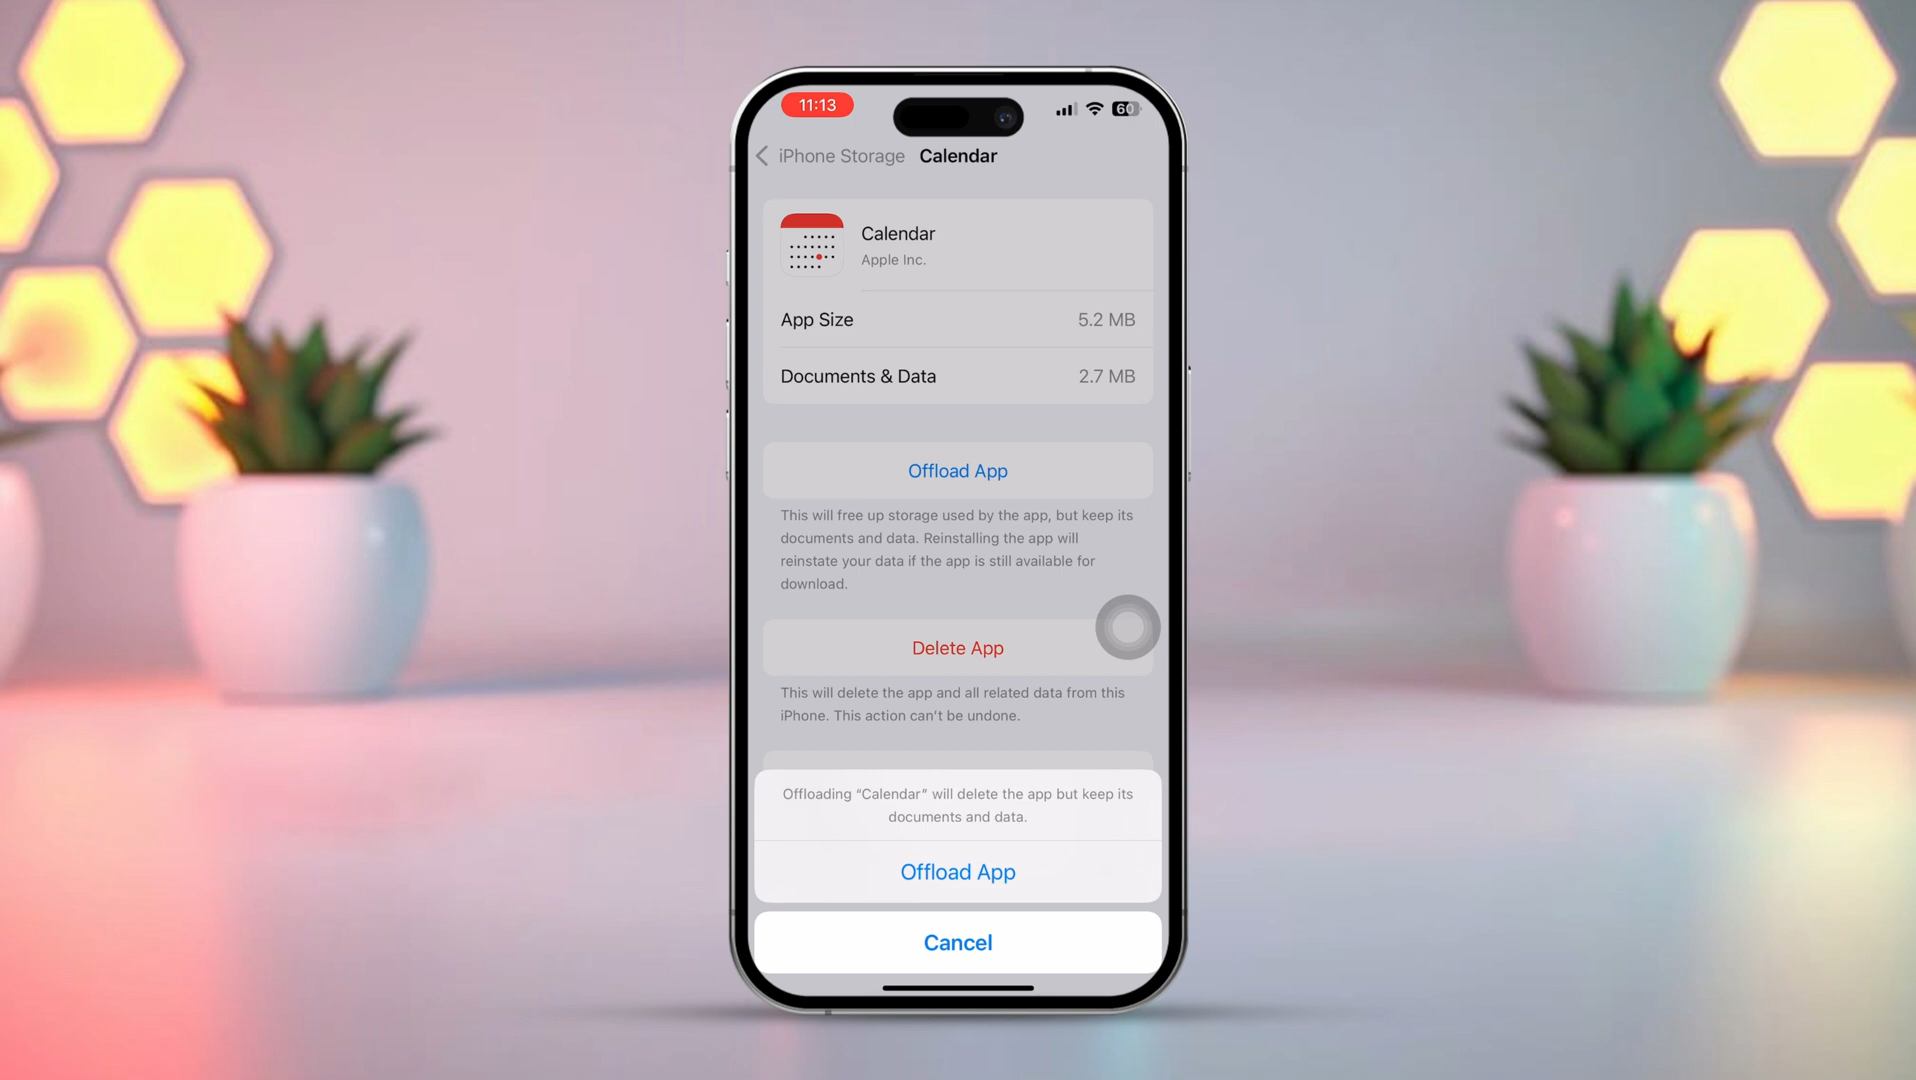 11:13
60
iPhone Storage Calendar
Calendar
Apple Inc.
App Size 5.2 MB
Documents & Data 2.7 MB
Offload App
This will free up storage used by the app, but keep its
documents and data. Reinstalling the app will
reinstate your data if the app is still available for
download.
Delete App
This will delete the app and all related data from this
iPhone. This action can't be undone.
Offloading “Calendar” will delete the app but keep its
documents and data.
Offload App
Cancel